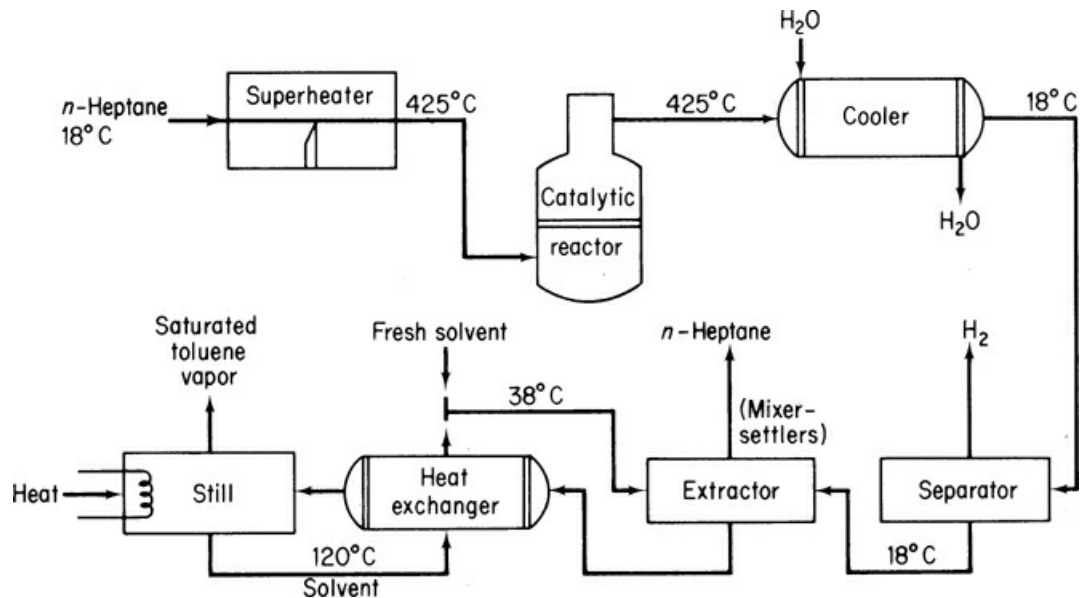 H₂O
n-Heptane
18°C
Superheater
425°C
425°C
Cooler
18°C
Catalytic
reactor
H₂O
Saturated
toluene
vapor
Fresh solvent
n-Heptane
H₂
38°C
(Mixer-
settlers)
Heat
Still
Heat
exchanger
Extractor
Separator
120°C
Solvent
18°C